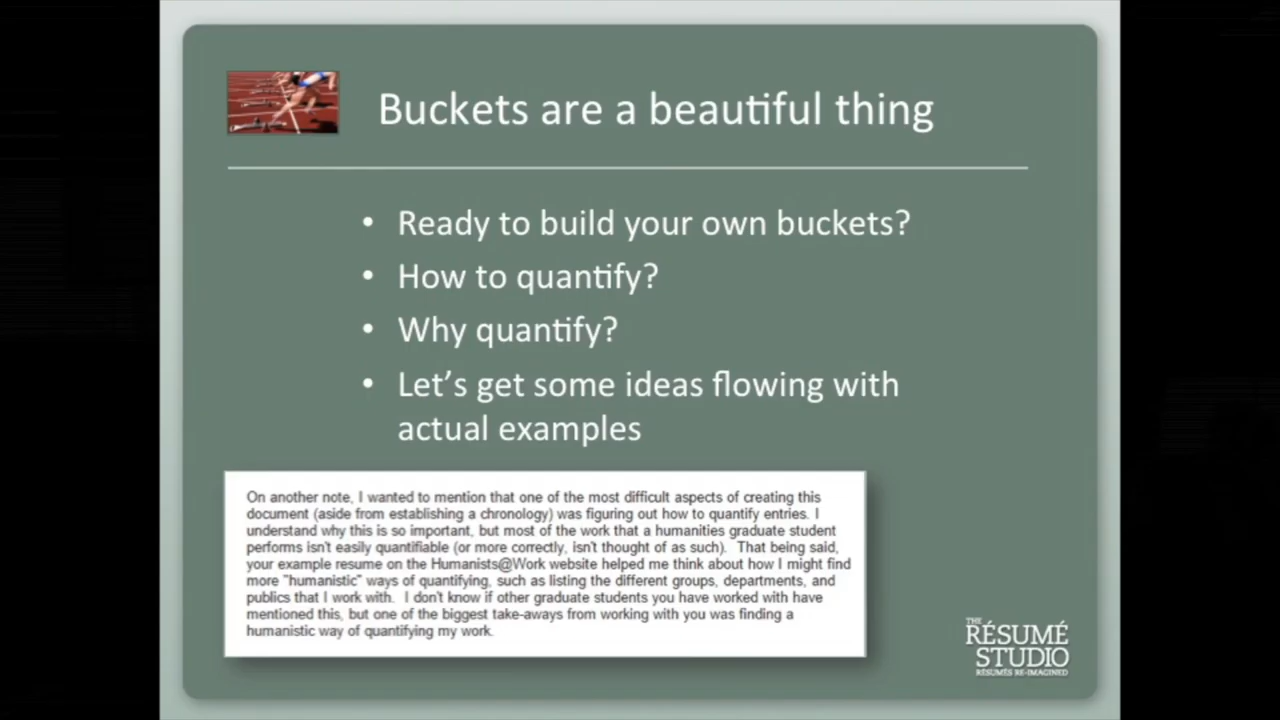 Buckets are a beautiful thing
• Ready to build your own buckets?
• How to quantify?
• Why quantify?
• Let's get some ideas flowing with
actual examples
On another note, I wanted to mention that one of the most difficult aspects of creating this
document (aside from establishing a chronology) was figuring out how to quantify entries. I
understand why this is so important, but most of the work that a humanities graduate student
performs isn't easily quantifiable (or more correctly, isn't thought of as such). That being said,
your example resume on the Humanists@Work website helped me think about how I might find
more "humanistic" ways of quantifying, such as listing the different groups, departments, and
publics that I work with. I don't know if other graduate students you have worked with have
mentioned this, but one of the biggest take-aways from working with you was finding a
humanistic way of quantifying my work.
THE
RÉSUMÉ
STUDIO
RÉSUMÉS RE-IMAGINED